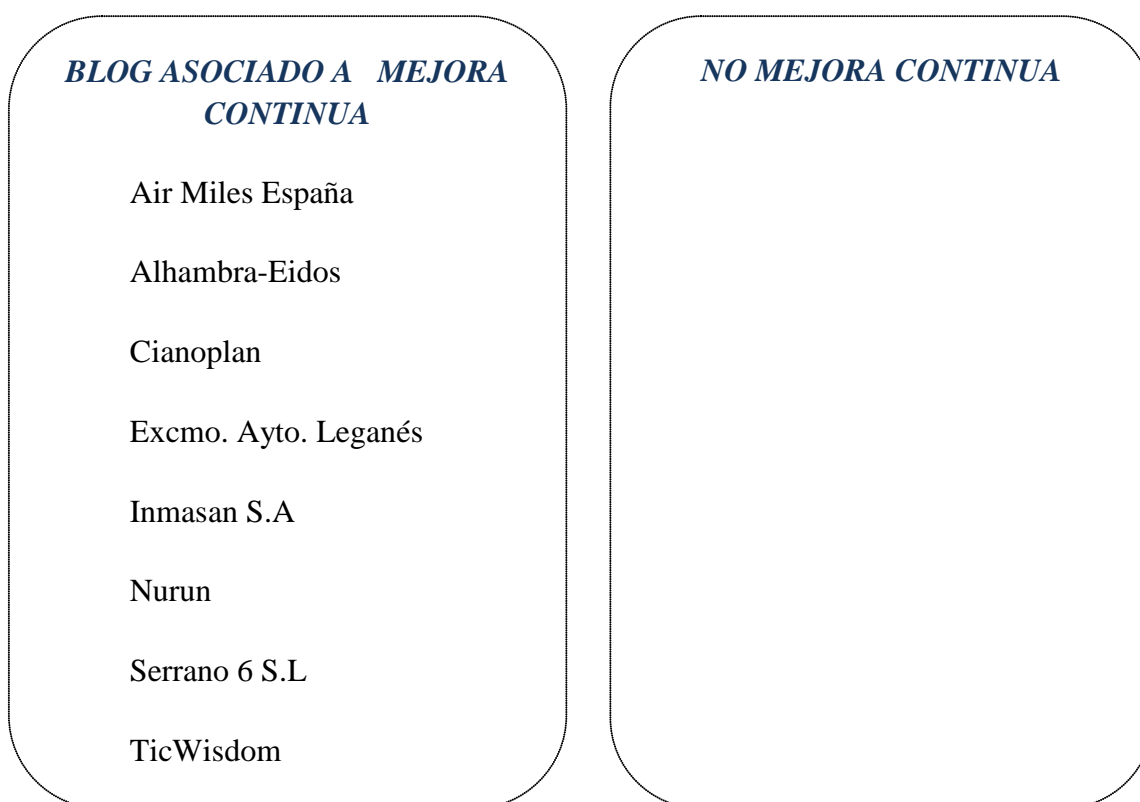 BLOG ASOCIADO A MEJORA
CONTINUA
Air Miles España
Alhambra-Eidos
Cianoplan
Excmo. Ayto. Leganés
Inmasan S.A
Nurun
Serrano 6 S.L
TicWisdom
NO MEJORA CONTINUA